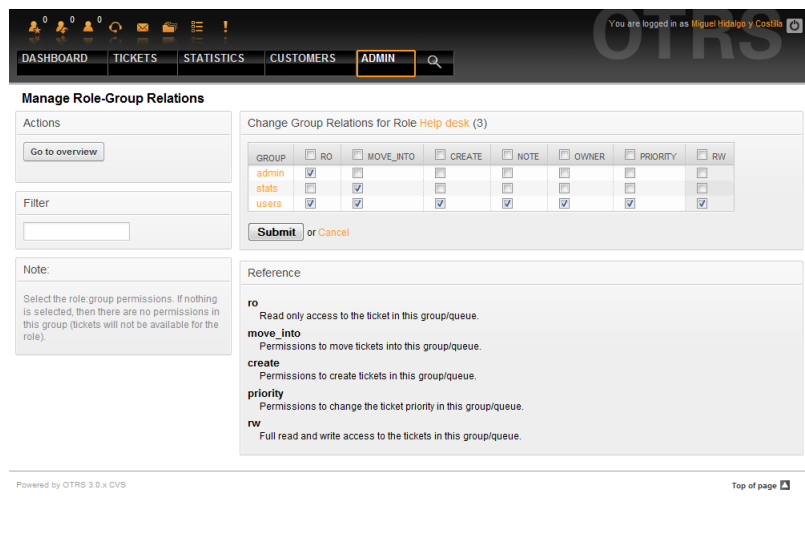 0 0 0
OTRS
You are logged in as Miguel Hidalgo y Costilla
DASHBOARD TICKETS STATISTICS CUSTOMERS ADMIN
Manage Role-Group Relations
Actions
Go to overview
Filter
Note:
Select the role:group permissions. If nothing
is selected, then there are no permissions in
this group (tickets will not be available for the
role).
Change Group Relations for Role Help desk (3)
GROUP RO MOVE_INTO CREATE NOTE OWNER PRIORITY RW
admin
stats
users
Submit or Cancel
Reference
ro
Read only access to the ticket in this group/queue.
move_into
Permissions to move tickets into this group/queue.
create
Permissions to create tickets in this group/queue.
priority
Permissions to change the ticket priority in this group/queue.
rw
Full read and write access to the tickets in this group/queue.
Powered by OTRS 3.0.x CVS
Top of page